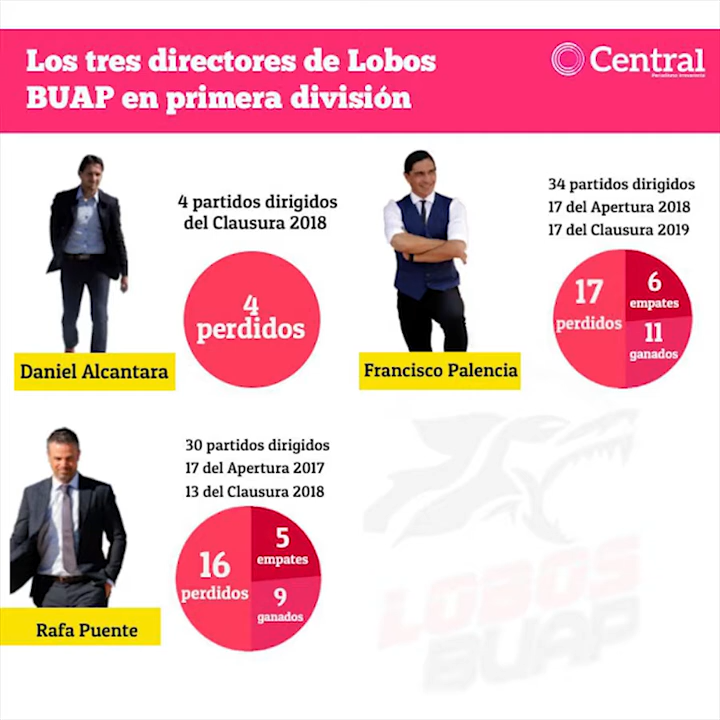 Los tres directores de Lobos
BUAP en primera división
Central
Periodismo Innovador
4 partidos dirigidos
del Clausura 2018
4
perdidos
Daniel Alcantara
34 partidos dirigidos
17 del Apertura 2018
17 del Clausura 2019
17
perdidos
6
empates
11
ganados
Francisco Palencia
30 partidos dirigidos
17 del Apertura 2017
13 del Clausura 2018
16
perdidos
5
empates
9
ganados
Rafa Puente
LOBOS
BUAP